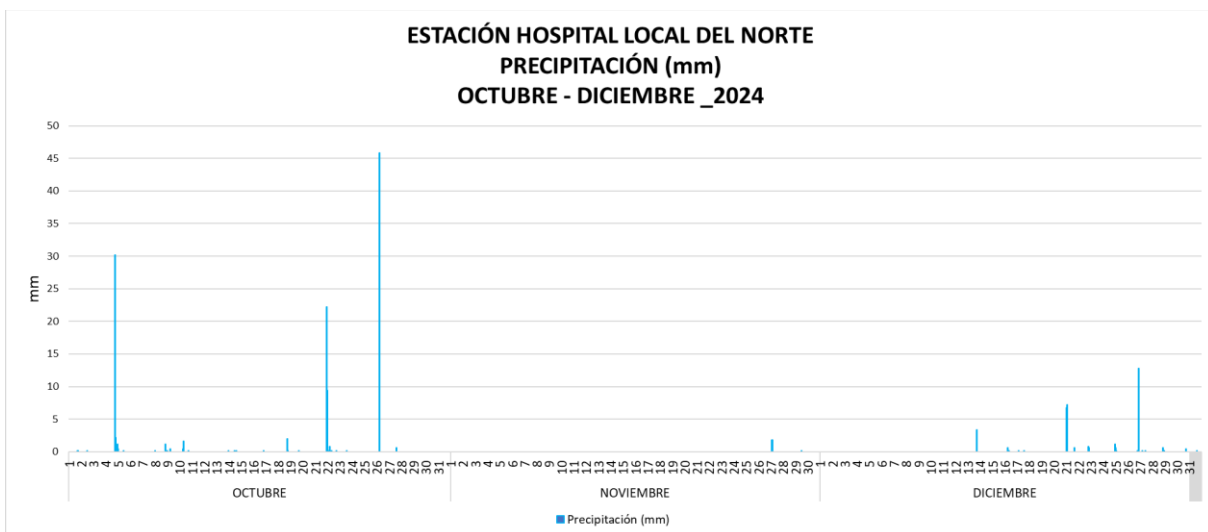 ESTACIÓN HOSPITAL LOCAL DEL NORTE
PRECIPITACIÓN (mm)
OCTUBRE - DICIEMBRE _2024
50
45
40
35
30
25
20
15
10
5
0
mm
1 2 3 4 5 6 7 8 9 10 11 12 13 14 15 16 17 18 19 20 21 22 23 24 25 26 27 28 29 30 31 1 2 3 4 5 6 7 8 9 10 11 12 13 14 15 16 17 18 19 20 21 22 23 24 25 26 27 28 29 30 1 2 3 4 5 6 7 8 9 10 11 12 13 14 15 16 17 18 19 20 21 22 23 24 25 26 27 28 29 30 31
OCTUBRE NOVIEMBRE DICIEMBRE
Precipitación (mm)